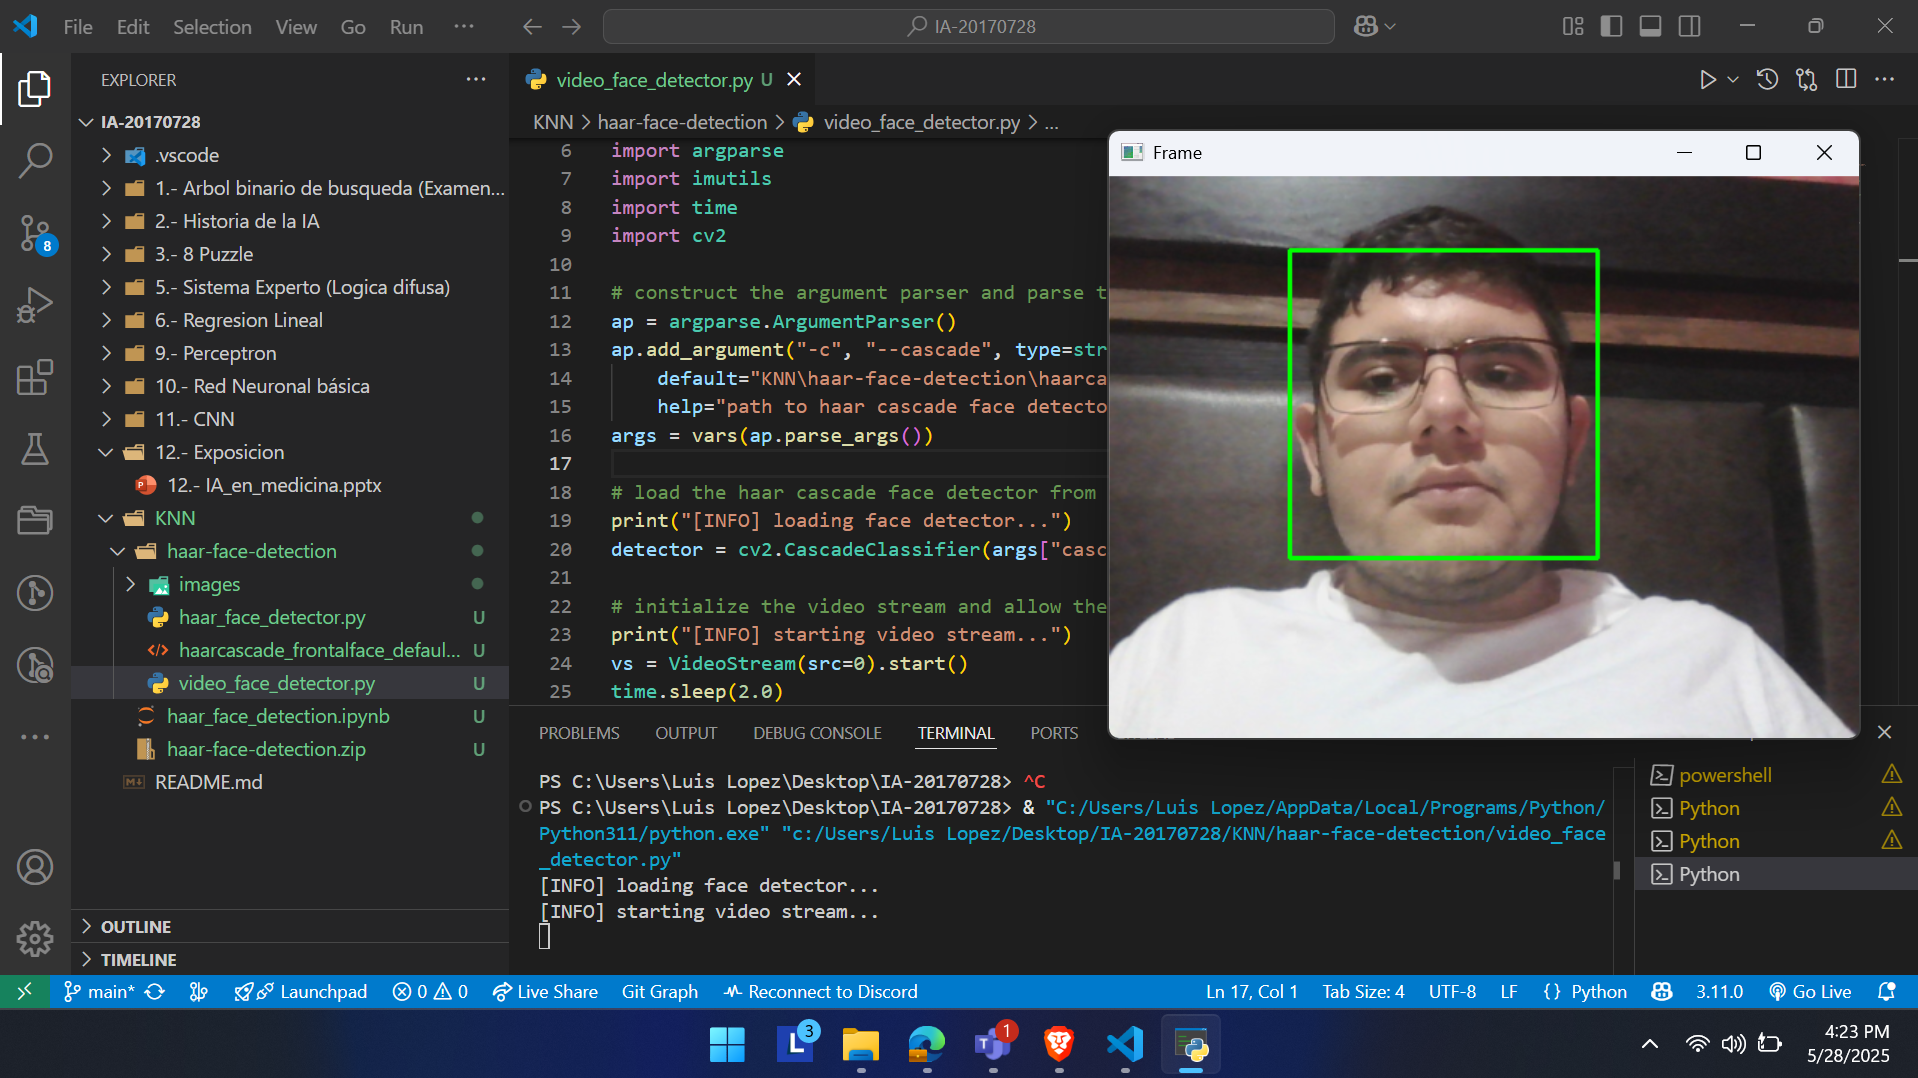 File Edit Selection View Go Run ···
IA-20170728
EXPLORER
IA-20170728
.vscode
1.- Arbol binario de busqueda (Examen...
2.- Historia de la IA
3.- 8 Puzzle
5.- Sistema Experto (Logica difusa)
6.- Regresion Lineal
9.- Perceptron
10.- Red Neuronal básica
11.- CNN
12.- Exposicion
12.- IA_en_medicina.pptx
KNN
haar-face-detection
images
haar_face_detector.py U
haarcascade_frontalface_defaul... U
video_face_detector.py U
haar_face_detection.ipynb U
haar-face-detection.zip U
README.md
OUTLINE
TIMELINE
8
video_face_detector.py U
KNN > haar-face-detection > video_face_detector.py > ...
6 import argparse
7 import imutils
8 import time
9 import cv2
10
11 # construct the argument parser and parse t
12 ap = argparse.ArgumentParser()
13 ap.add_argument("-c", "--cascade", type=str
14 default="KNN\haar-face-detection\haarca
15 help="path to haar cascade face detecto
16 args = vars(ap.parse_args())
17
18 # load the haar cascade face detector from
19 print("[INFO] loading face detector...")
20 detector = cv2.CascadeClassifier(args["casc
21
22 # initialize the video stream and allow the
23 print("[INFO] starting video stream...")
24 vs = VideoStream(src=0).start()
25 time.sleep(2.0)
Frame
PROBLEMS OUTPUT DEBUG CONSOLE TERMINAL PORTS
PS C:\Users\Luis Lopez\Desktop\IA-20170728> ^C
PS C:\Users\Luis Lopez\Desktop\IA-20170728> & "C:/Users/Luis Lopez/AppData/Local/Programs/Python/
Python311/python.exe" "c:/Users/Luis Lopez/Desktop/IA-20170728/KNN/haar-face-detection/video_face
_detector.py"
[INFO] loading face detector...
[INFO] starting video stream...
powershell
Python
Python
Python
main* Launchpad 0 0 Live Share Git Graph Reconnect to Discord Ln 17, Col 1 Tab Size: 4 UTF-8 LF {} Python 3.11.0 Go Live
L 3 T 1
4:23 PM
5/28/2025